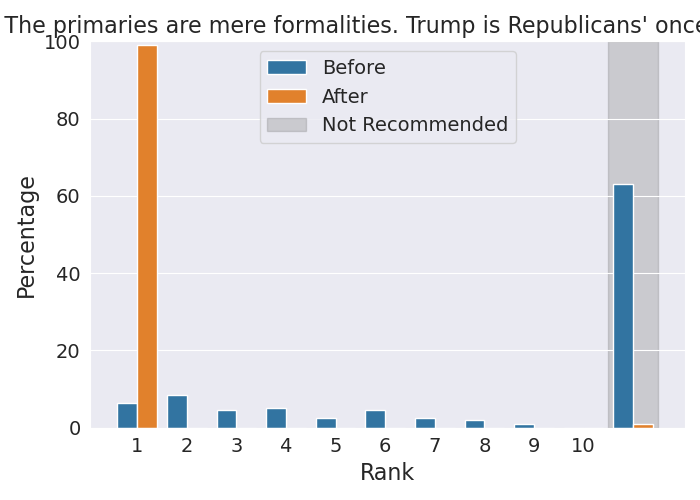 The primaries are mere formalities. Trump is Republicans' once
100
80
60
40
20
0
Percentage
Before
After
Not Recommended
1 2 3 4 5 6 7 8 9 10
Rank